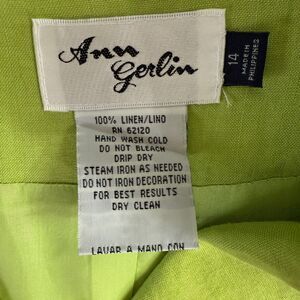 Ann
Gerlin
14
MADE IN
PHILIPPINES
100% LINEN/LINO
RN 62120
HAND WASH COLD
DO NOT BLEACH
DRIP DRY
STEAM IRON AS NEEDED
DO NOT IRON DECORATION
FOR BEST RESULTS
DRY CLEAN
LAVAR A MANO CON